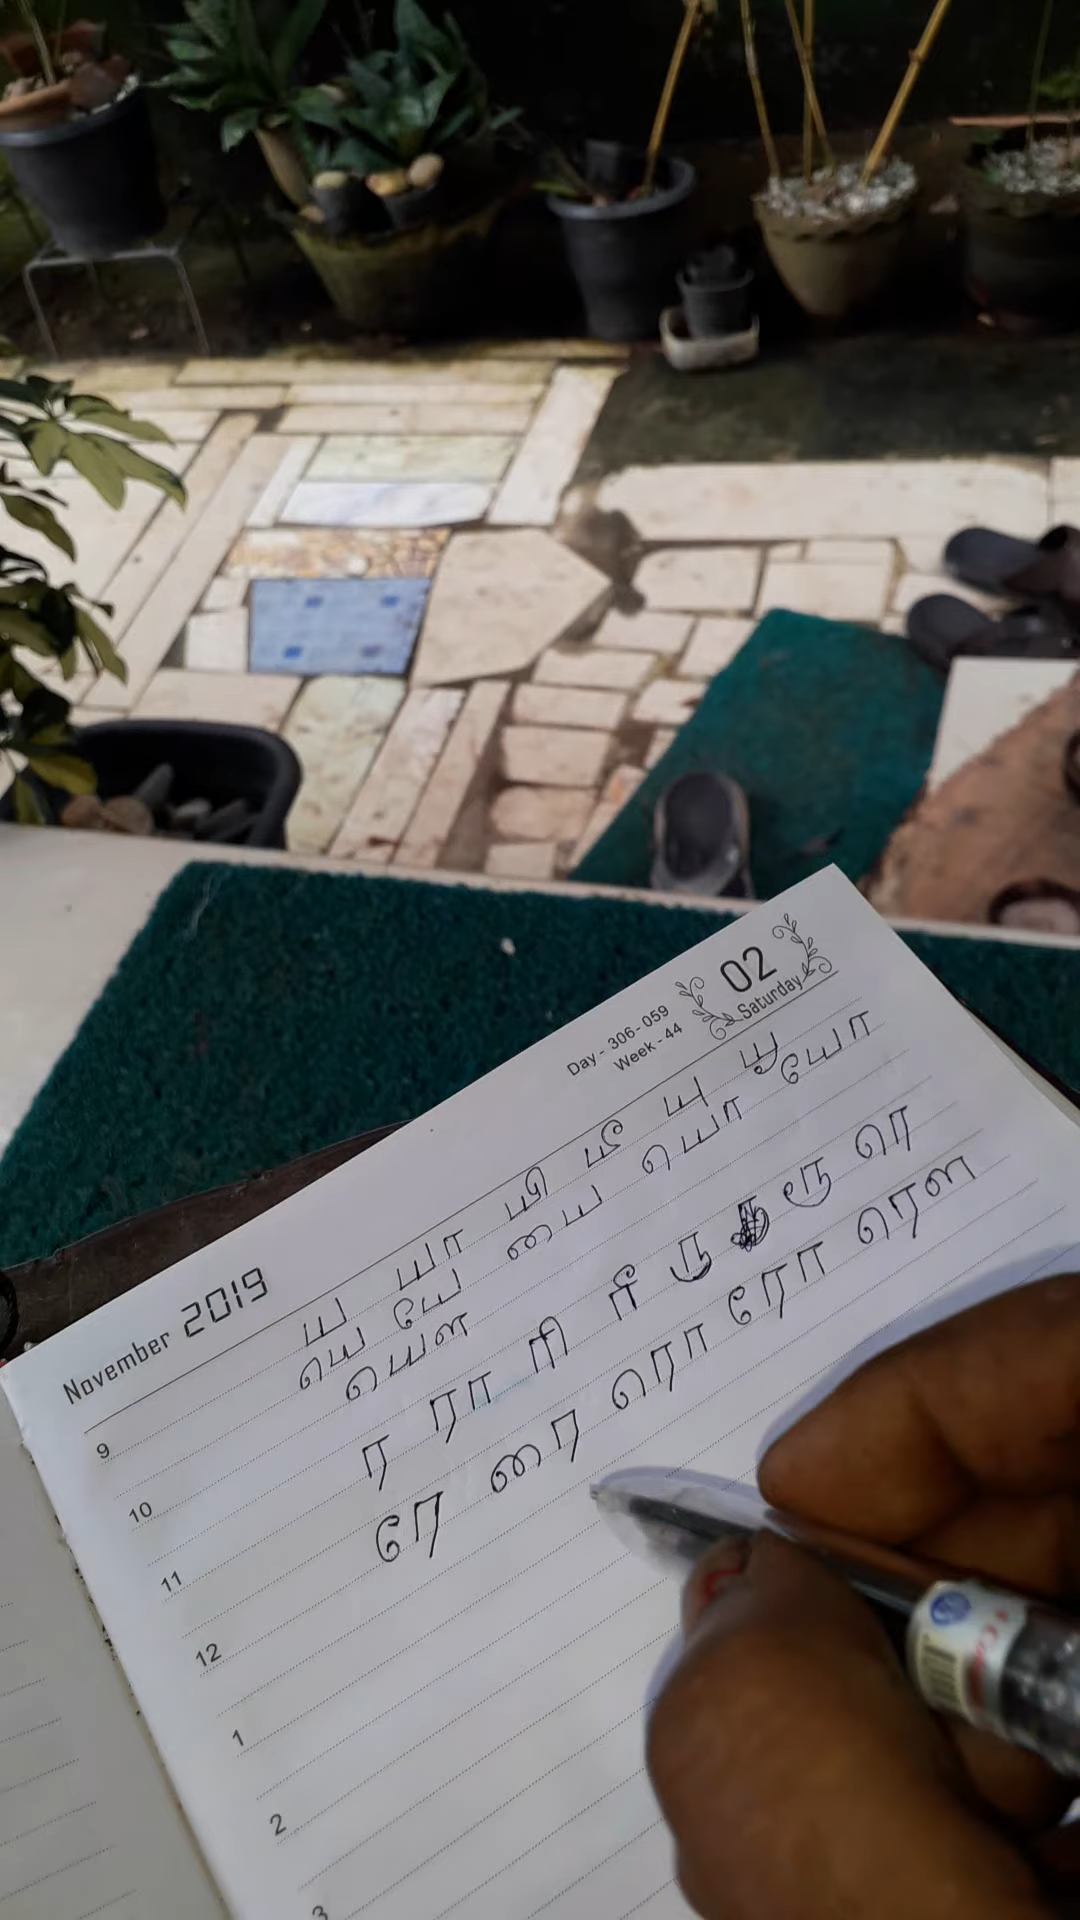 02
Saturday
Day - 306 - 059
Week - 44
November 2019
ய யா யி யீ யு யூ
யெ யே யை யொ யோ
யௌ
ர ரா ரி ரீ ரு ரூ ரெ
ரே ரை ரொ ரோ ரௌ
9
10
11
12
1
2
3